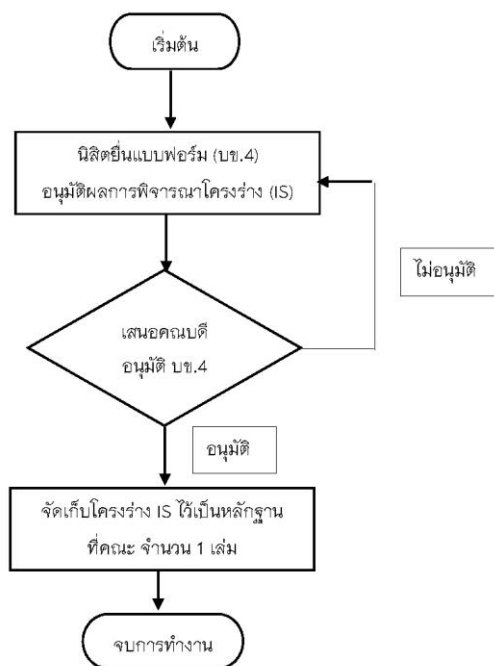 เริ่มต้น
นิสิตยื่นแบบฟอร์ม (บข.4)
อนุมัติผลการพิจารณาโครงร่าง (IS)
ไม่อนุมัติ
เสนอคณบดี
อนุมัติ บข.4
อนุมัติ
จัดเก็บโครงร่าง IS ไว้เป็นหลักฐาน
ที่คณะ จำนวน 1 เล่ม
จบการทำงาน